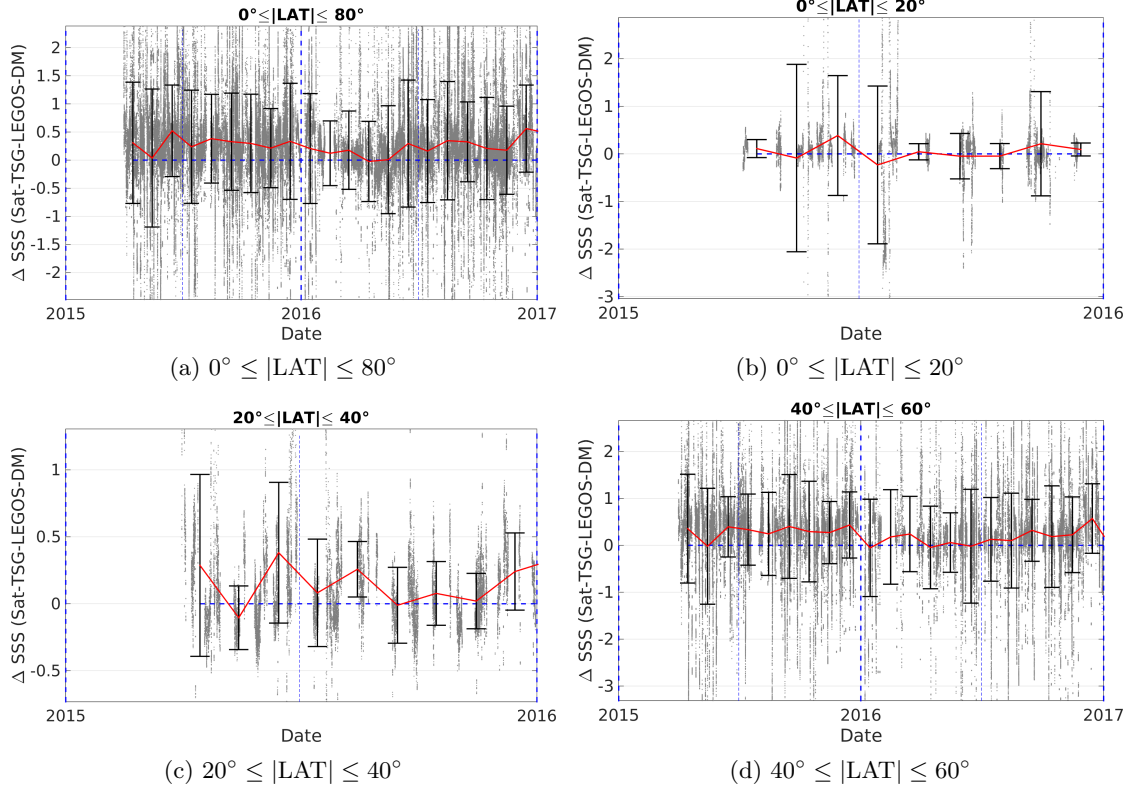 0°≤|LAT|≤ 80°
Δ SSS (Sat-TSG-LEGOS-DM)
2
1.5
1
0.5
0
-0.5
-1
-1.5
-2
2015
2016
2017
Date
(a) 0° ≤ |LAT| ≤ 80°
0°≤|LAT|≤ 20°
Δ SSS (Sat-TSG-LEGOS-DM)
2
1
0
-1
-2
-3
2015
2016
Date
(b) 0° ≤ |LAT| ≤ 20°
20°≤|LAT|≤ 40°
Δ SSS (Sat-TSG-LEGOS-DM)
1
0.5
0
-0.5
2015
2016
Date
(c) 20° ≤ |LAT| ≤ 40°
40°≤|LAT|≤ 60°
Δ SSS (Sat-TSG-LEGOS-DM)
2
1
0
-1
-2
-3
2015
2016
2017
Date
(d) 40° ≤ |LAT| ≤ 60°